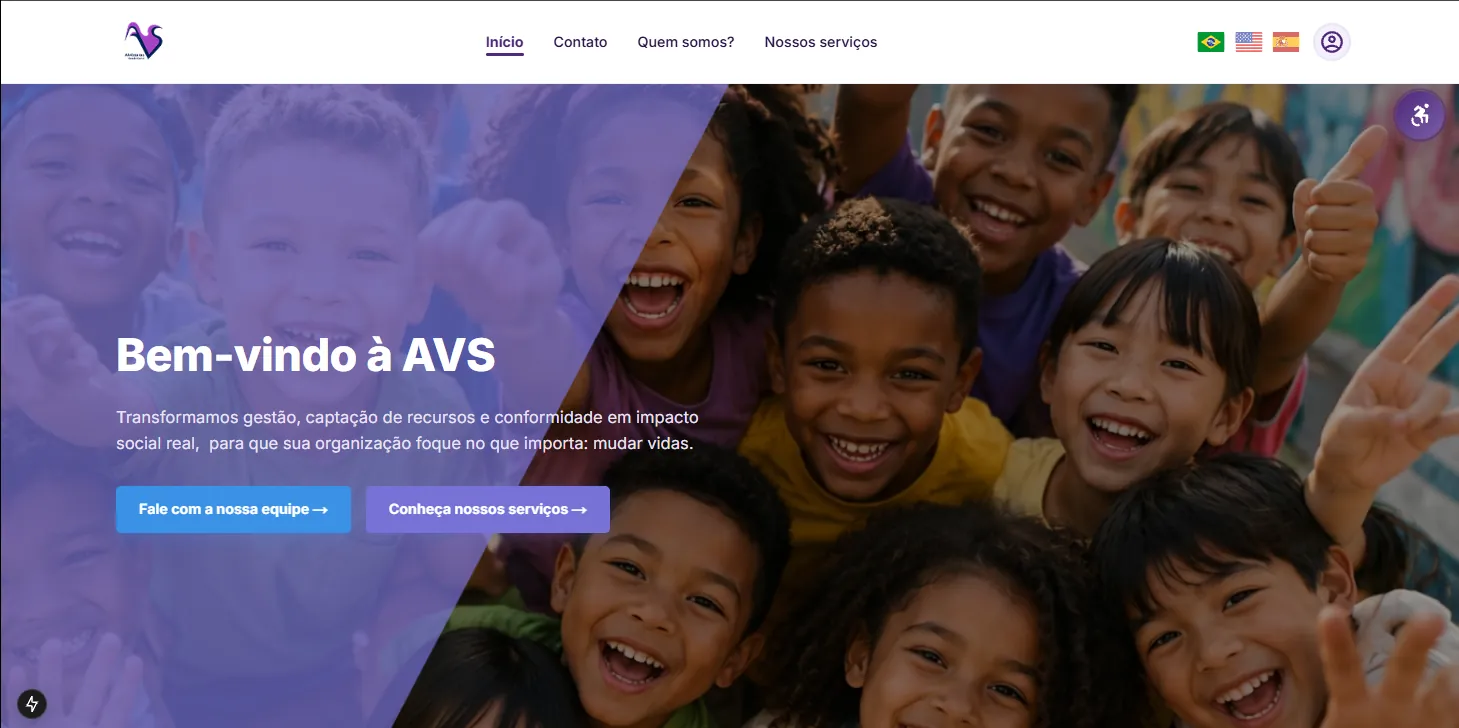 AVS
Início
Contato
Quem somos?
Nossos serviços
Bem-vindo à AVS
Transformamos gestão, captação de recursos e conformidade em impacto
social real,  para que sua organização foque no que importa: mudar vidas.
Fale com a nossa equipe →
Conheça nossos serviços →